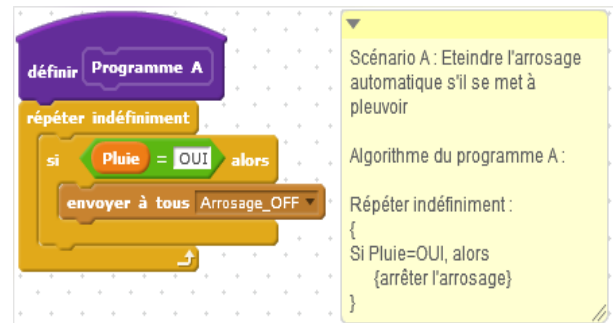 définir Programme A
répéter indéfiniment
si Pluie = OUI alors
envoyer à tous Arrosage_OFF
Scénario A : Eteindre l'arrosage
automatique s'il se met à
pleuvoir
Algorithme du programme A :
Répéter indéfiniment :
{
Si Pluie=OUI, alors
{arrêter l'arrosage}
}